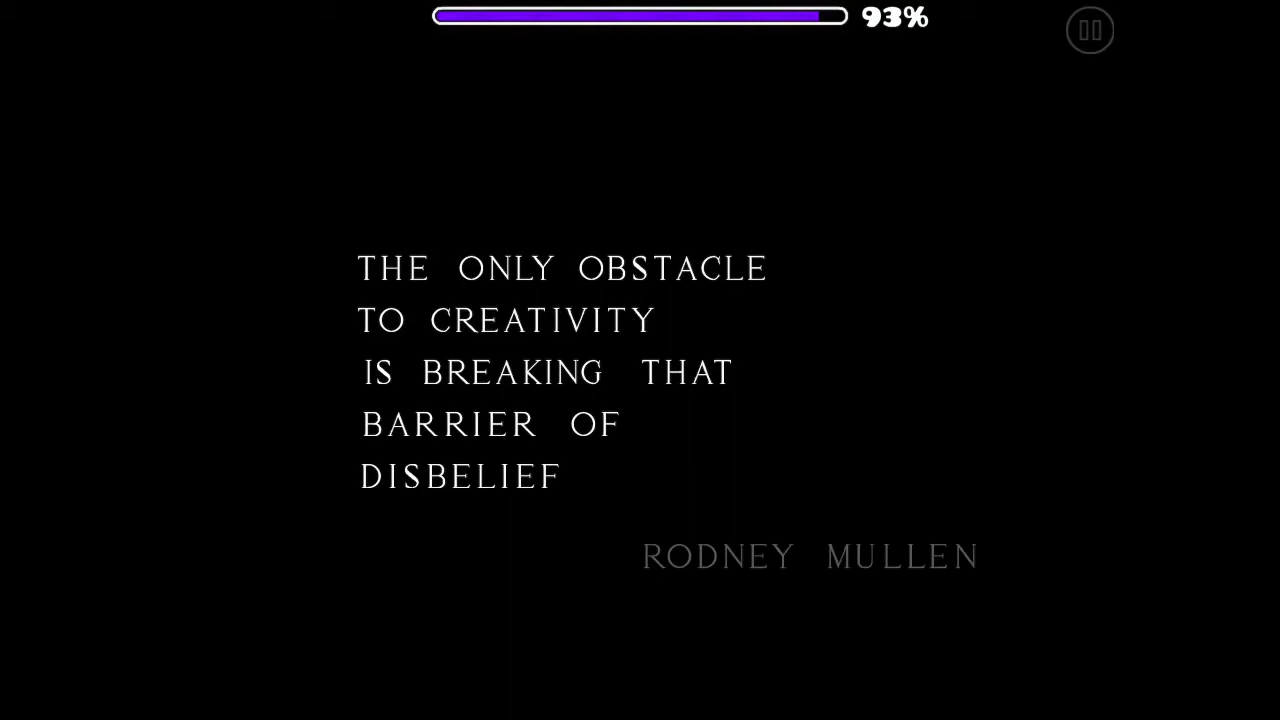 93%
THE ONLY OBSTACLE
TO CREATIVITY
IS BREAKING THAT
BARRIER OF
DISBELIEF
RODNEY MULLEN